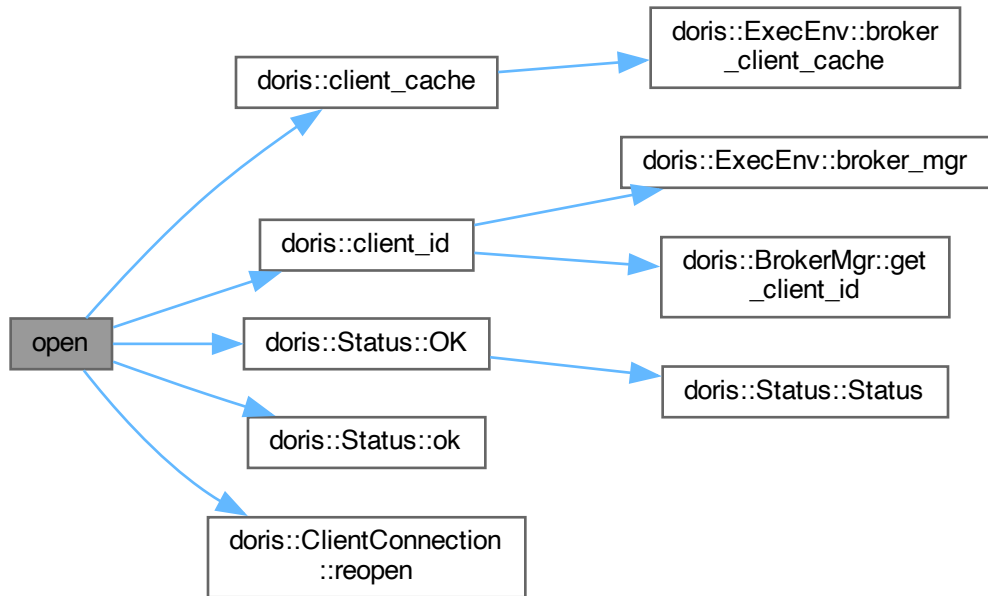 doris::ExecEnv::broker
_client_cache
doris::client_cache
doris::ExecEnv::broker_mgr
doris::client_id
doris::BrokerMgr::get
_client_id
open
doris::Status::OK
doris::Status::Status
doris::Status::ok
doris::ClientConnection
::reopen